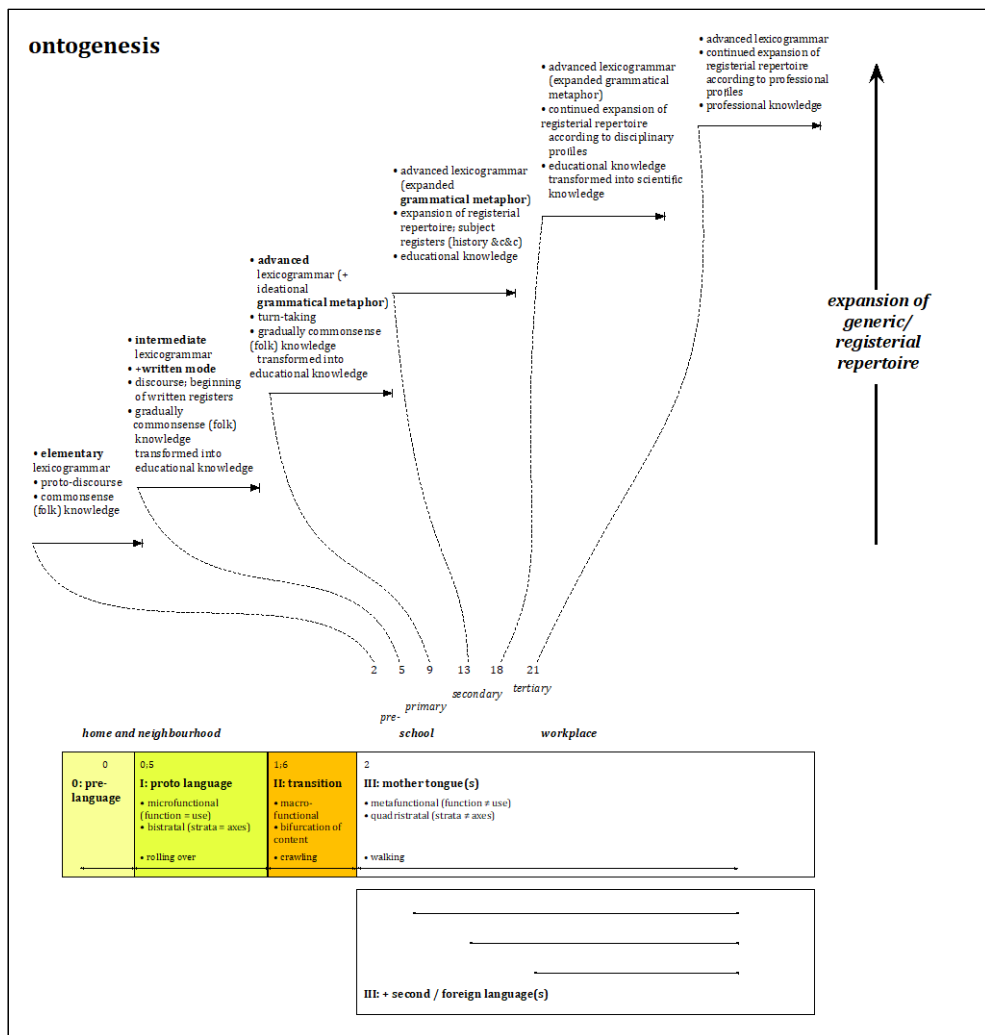 ontogenesis
• advanced lexicogrammar
• continued expansion of
registerial repertoire
according to professional
profiles
• professional knowledge
• advanced lexicogrammar
(expanded grammatical
metaphor)
• continued expansion of
registerial repertoire
according to disciplinary
profiles
• educational knowledge
transformed into scientific
knowledge
• advanced lexicogrammar
(expanded
grammatical metaphor)
• expansion of registerial
repertoire; subject
registers (history &c&c)
• educational knowledge
• advanced
lexicogrammar (+
ideational
grammatical metaphor)
• turn-taking
• gradually commonsense
(folk) knowledge
transformed into
educational knowledge
• intermediate
lexicogrammar
• +written mode
• discourse; beginning
of written registers
• gradually
commonsense (folk)
knowledge
transformed into
educational knowledge
• elementary
lexicogrammar
• proto-discourse
• commonsense
(folk) knowledge
expansion of
generic/
registerial
repertoire
2 5 9 13 18 21
pre- primary secondary tertiary
home and neighbourhood school workplace
0
0: pre-
language
0;5
I: proto language
• microfunctional
(function = use)
• bistratal (strata = axes)
• rolling over
1;6
II: transition
• macro-
functional
• bifurcation of
content
• crawling
2
III: mother tongue(s)
• metafunctional (function ≠ use)
• quadristratal (strata ≠ axes)
• walking
III: + second / foreign language(s)